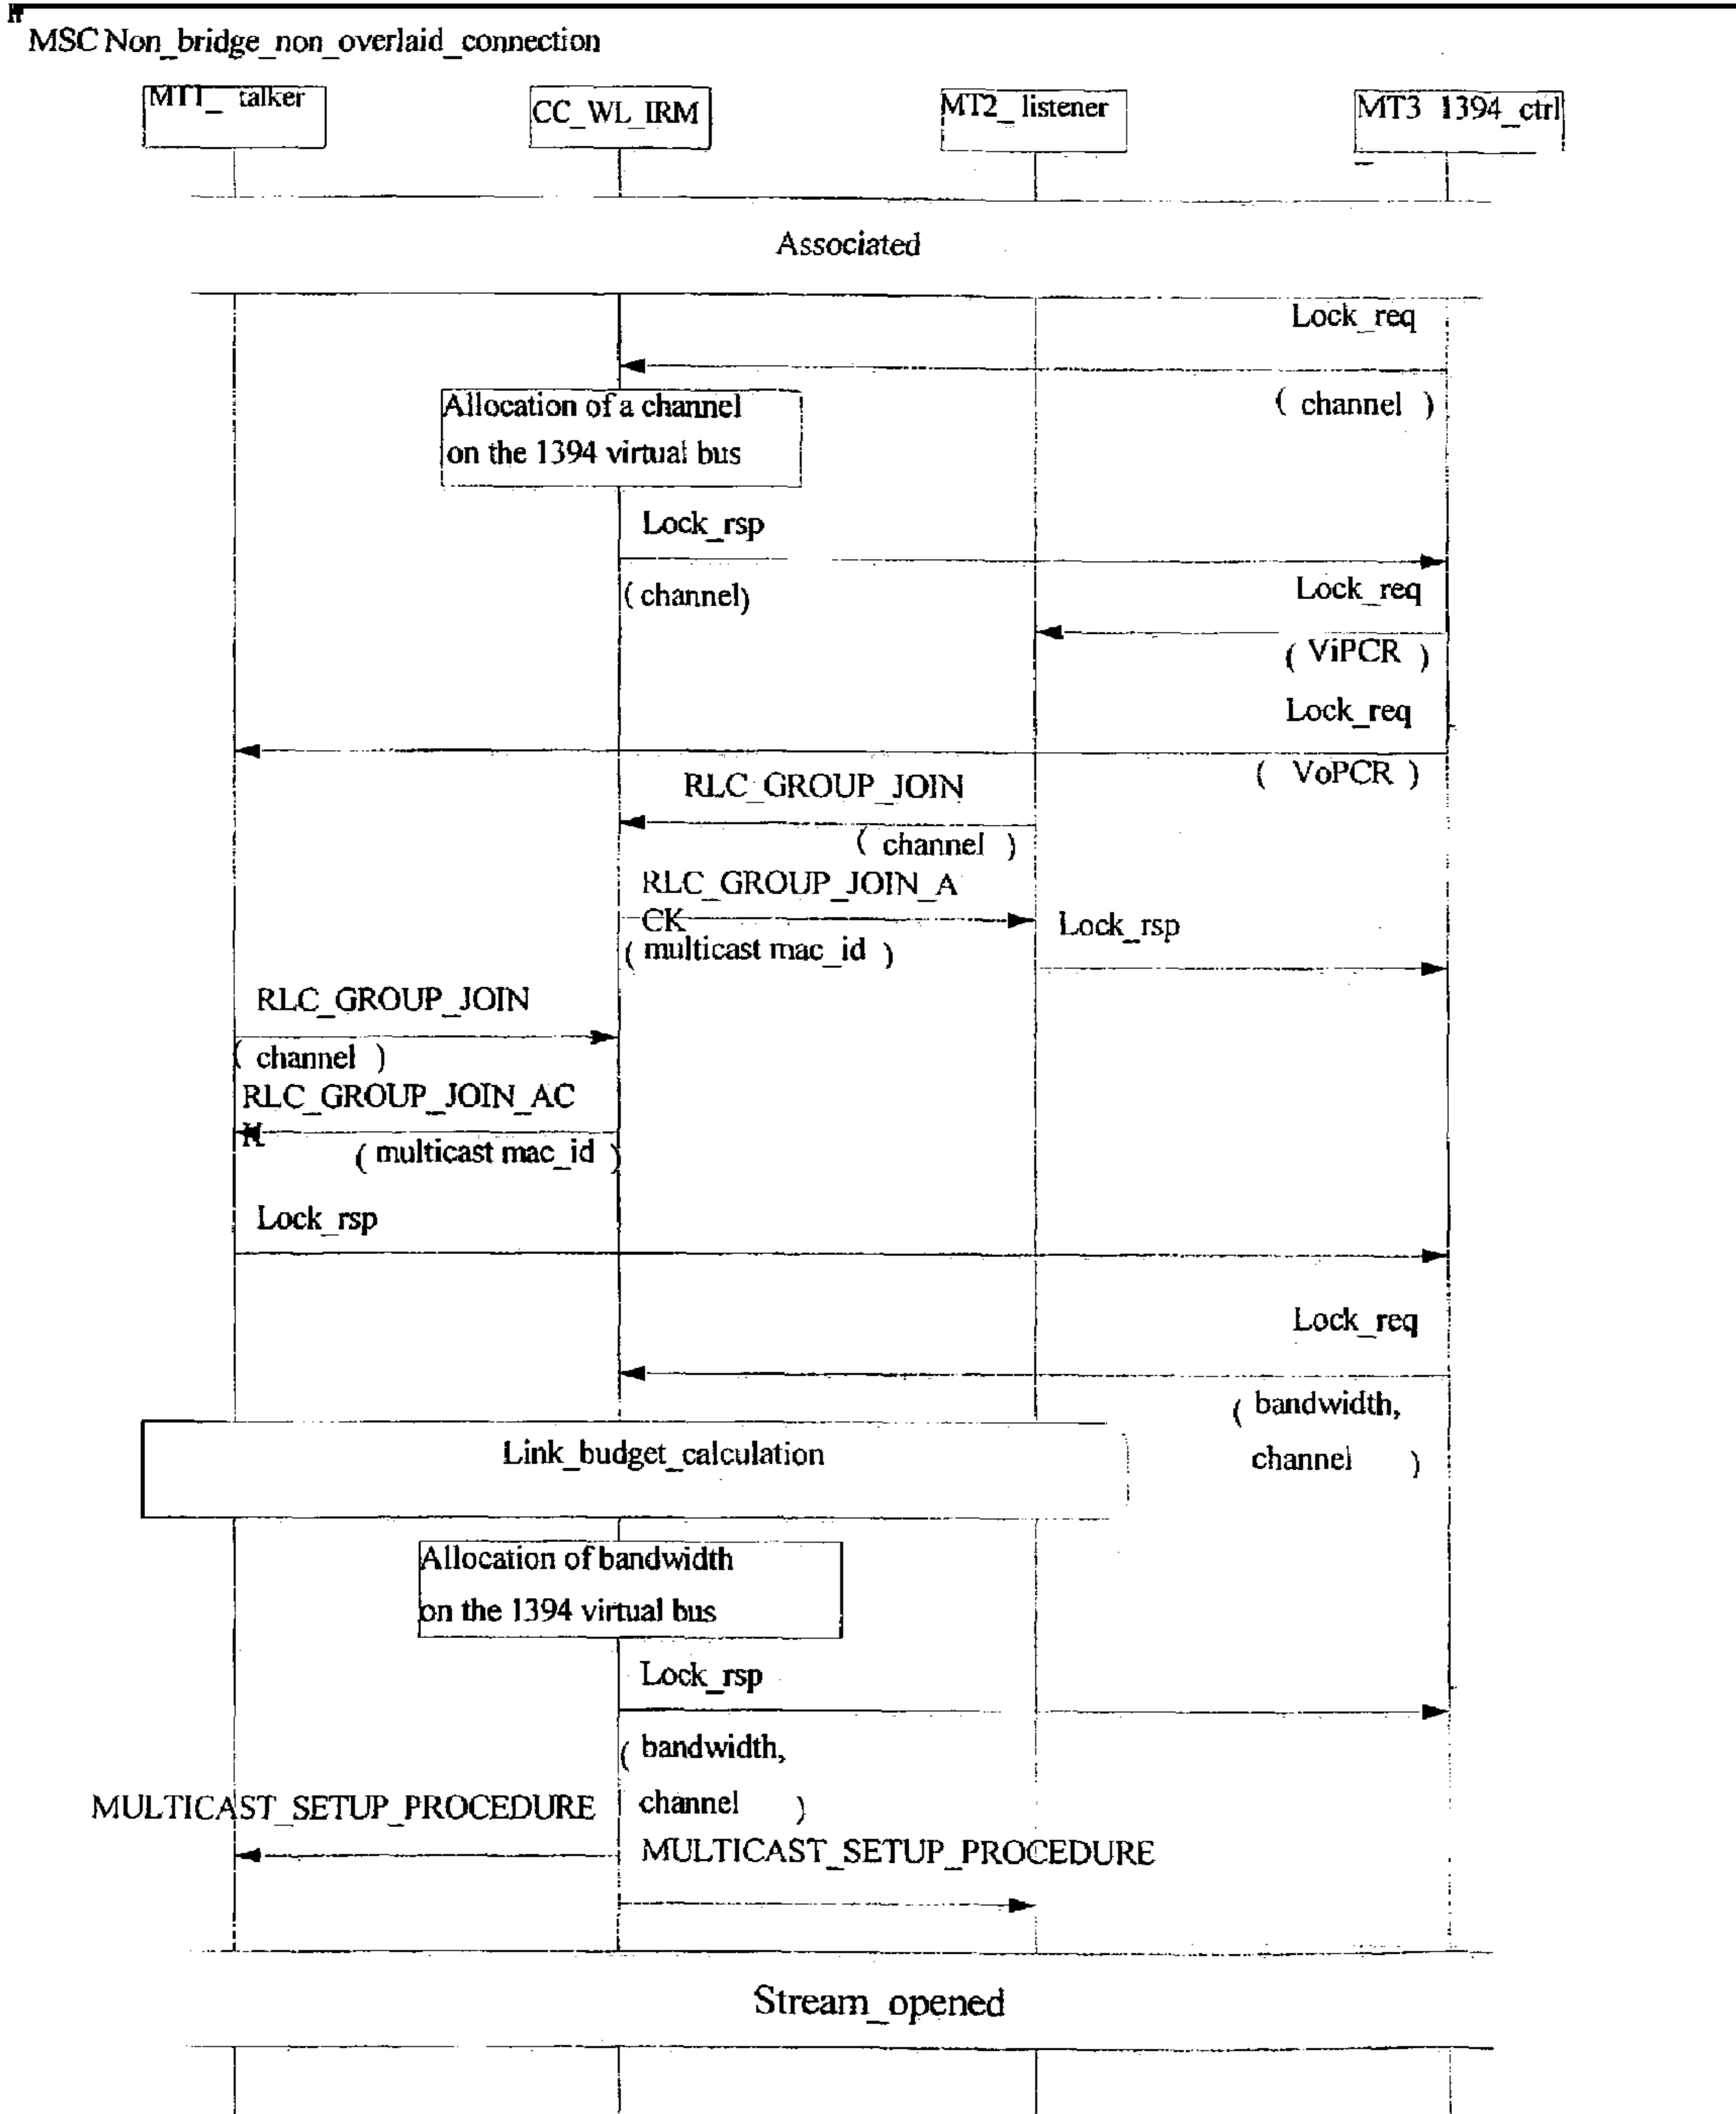 MSC Non_bridge_non_overlaid_connection
MT1_ talker
CC_WL_IRM
MT2_ listener
MT3 1394_ctrl
Associated
Lock_req
( channel )
Allocation of a channel
on the 1394 virtual bus
Lock_rsp
( channel)
Lock_req
( ViPCR )
Lock_req
( VoPCR )
RLC_GROUP_JOIN
( channel )
RLC_GROUP_JOIN_A
CK
( multicast mac_id )
Lock_rsp
RLC_GROUP_JOIN
( channel )
RLC_GROUP_JOIN_AC
K
( multicast mac_id )
Lock_rsp
Lock_req
( bandwidth,
channel )
Link_budget_calculation
Allocation of bandwidth
on the 1394 virtual bus
Lock_rsp
( bandwidth,
channel )
MULTICAST_SETUP_PROCEDURE
MULTICAST_SETUP_PROCEDURE
Stream_opened